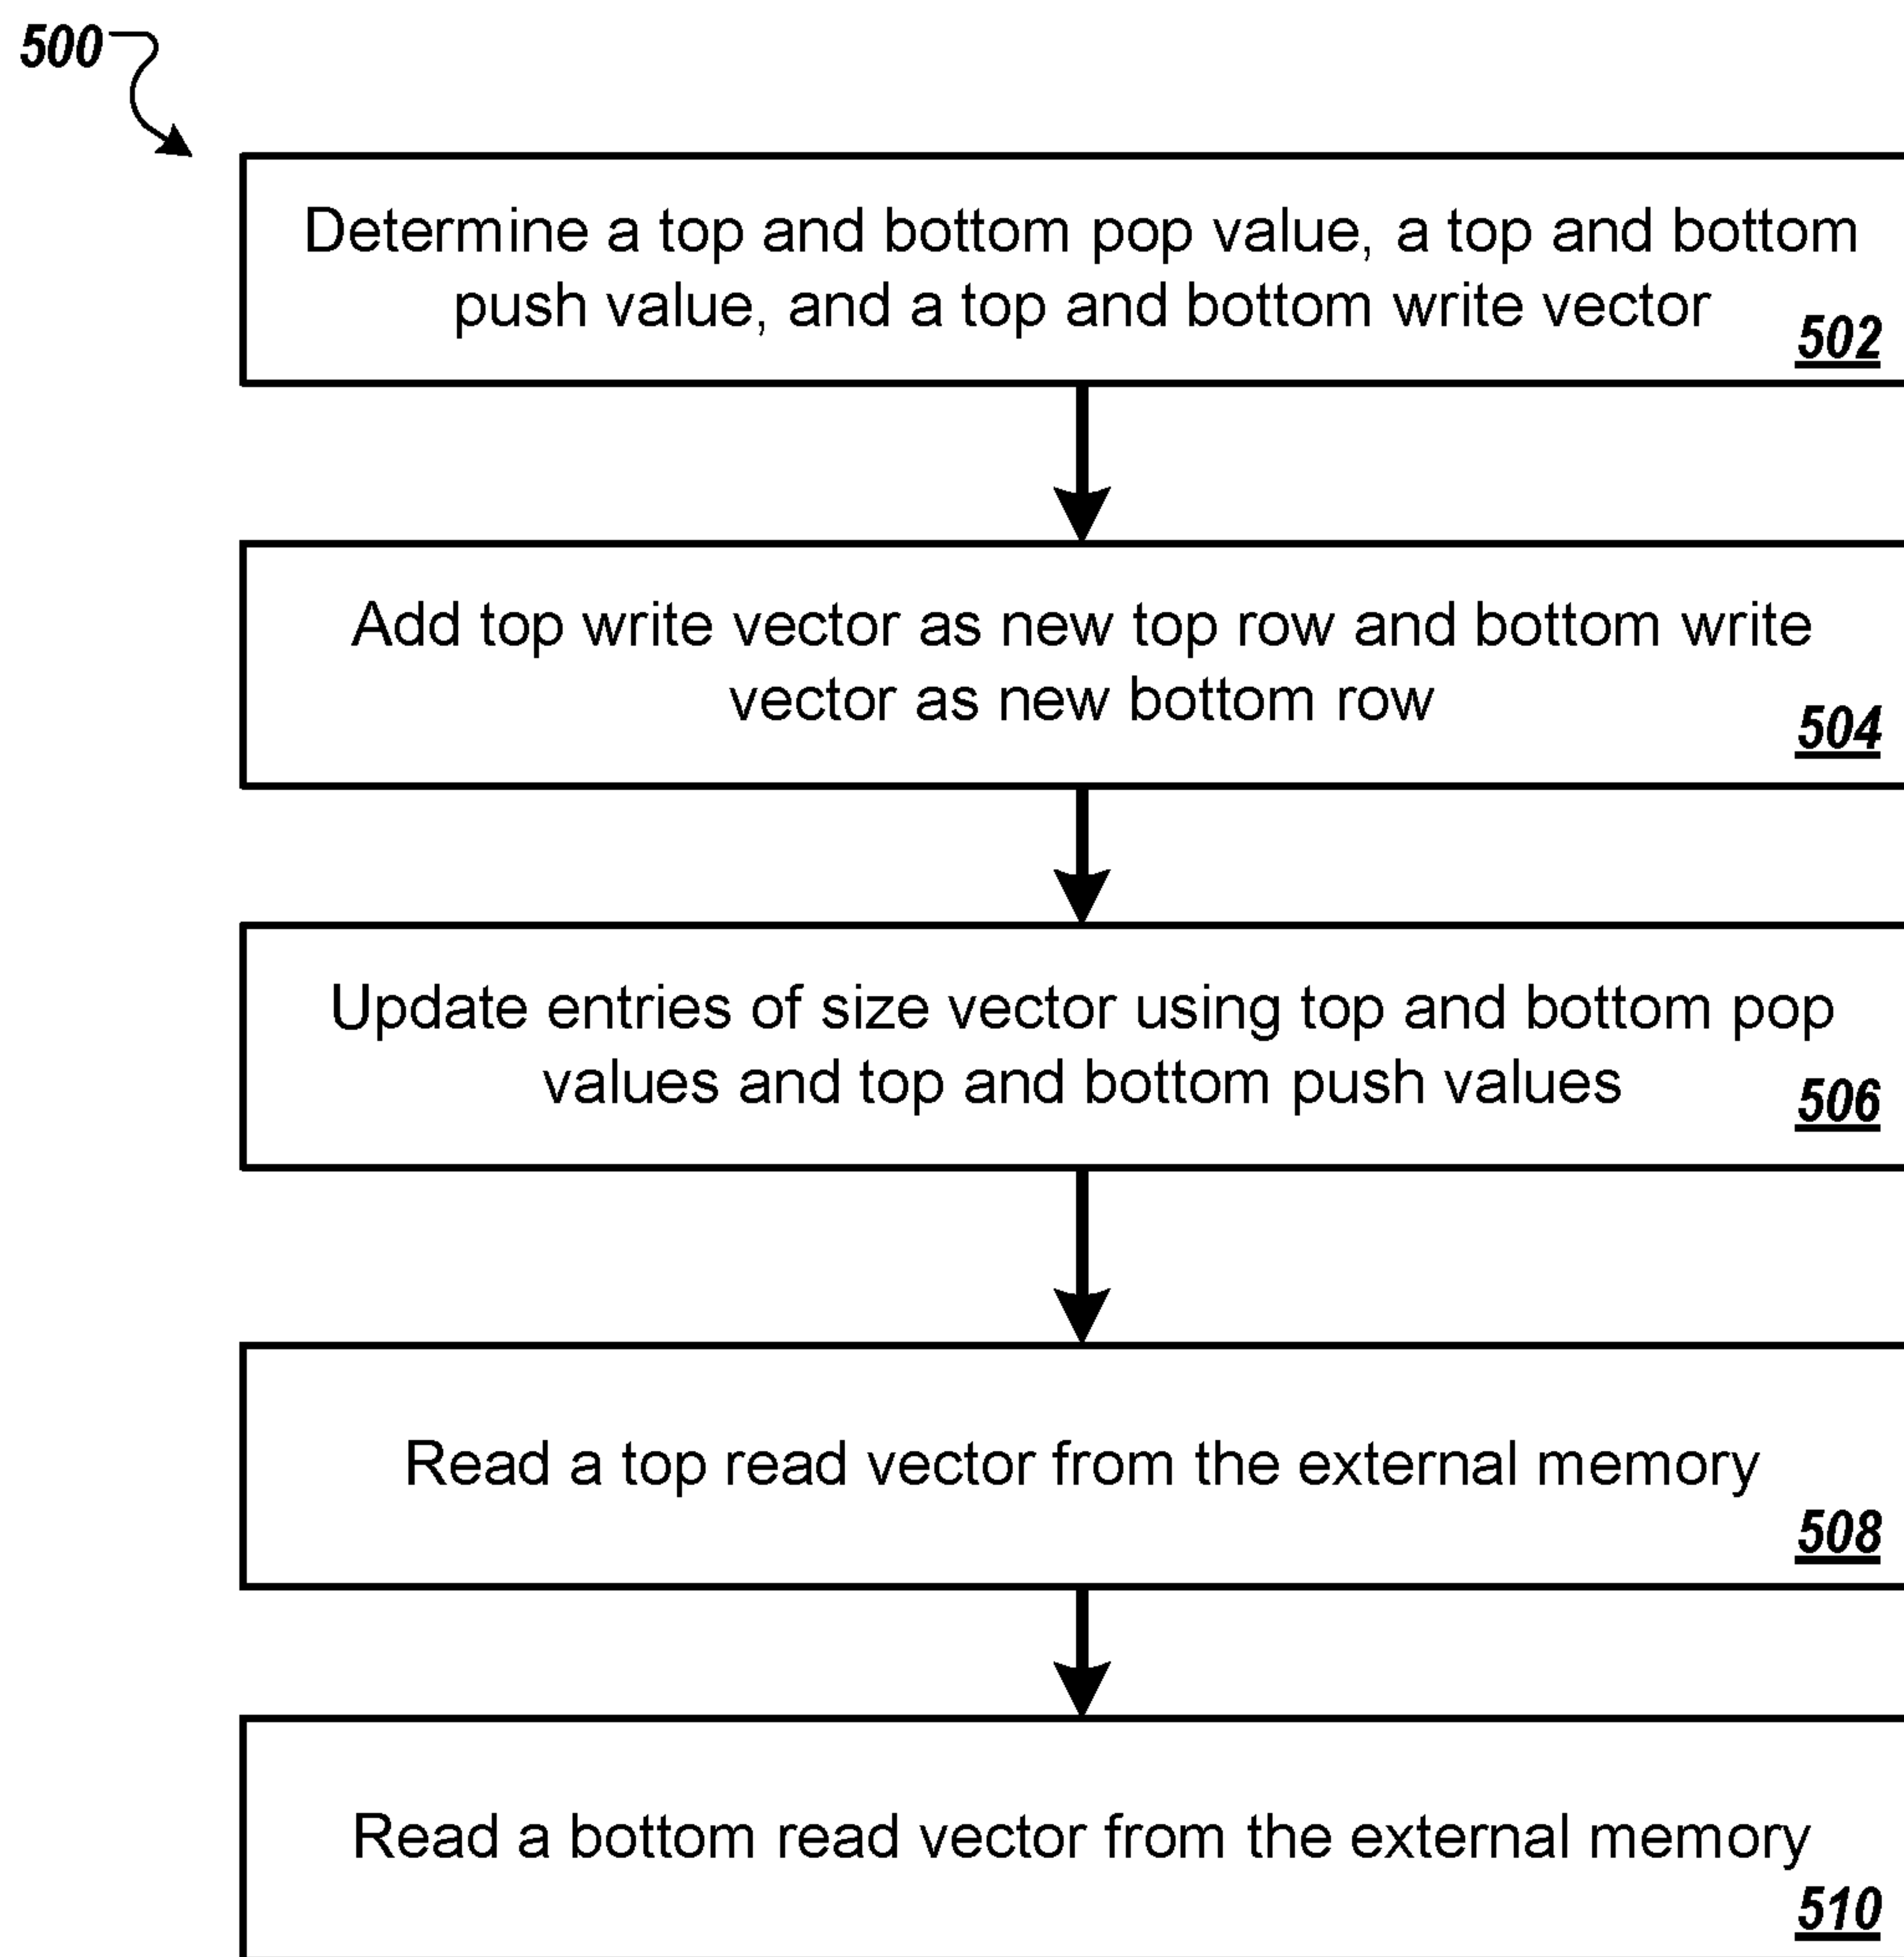 500
Determine a top and bottom pop value, a top and bottom
push value, and a top and bottom write vector
502
Add top write vector as new top row and bottom write
vector as new bottom row
504
Update entries of size vector using top and bottom pop
values and top and bottom push values
506
Read a top read vector from the external memory
508
Read a bottom read vector from the external memory
510